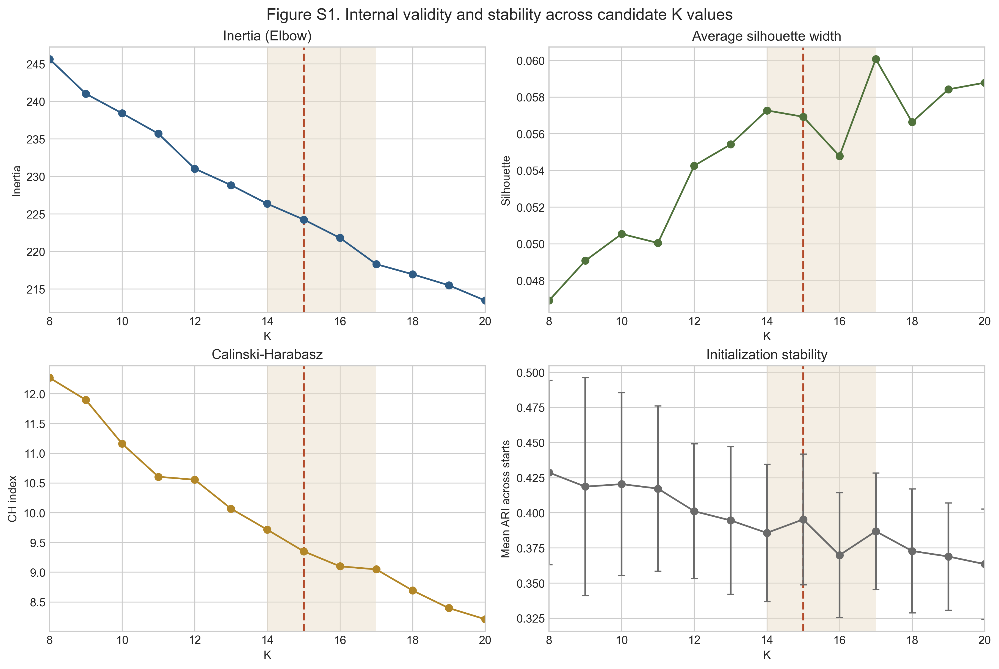 Figure S1. Internal validity and stability across candidate K values
Inertia (Elbow)
245
240
235
230
225
220
215
Inertia
8 10 12 14 16 18 20
K
Average silhouette width
0.060
0.058
0.056
0.054
0.052
0.050
0.048
Silhouette
8 10 12 14 16 18 20
K
Calinski-Harabasz
12.0
11.5
11.0
10.5
10.0
9.5
9.0
8.5
CH index
8 10 12 14 16 18 20
K
Initialization stability
0.500
0.475
0.450
0.425
0.400
0.375
0.350
0.325
Mean ARI across starts
8 10 12 14 16 18 20
K